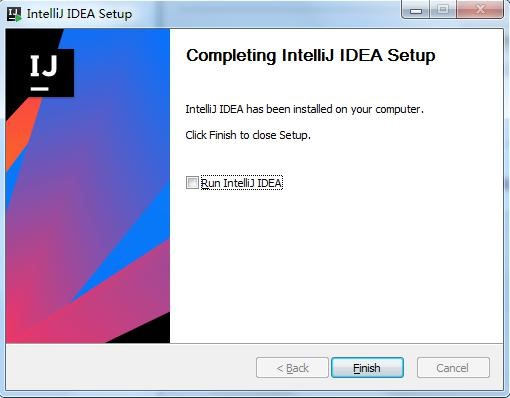 IntelliJ IDEA Setup
IJ
Completing IntelliJ IDEA Setup
IntelliJ IDEA has been installed on your computer.
Click Finish to close Setup.
Run IntelliJ IDEA
< Back
Finish
Cancel